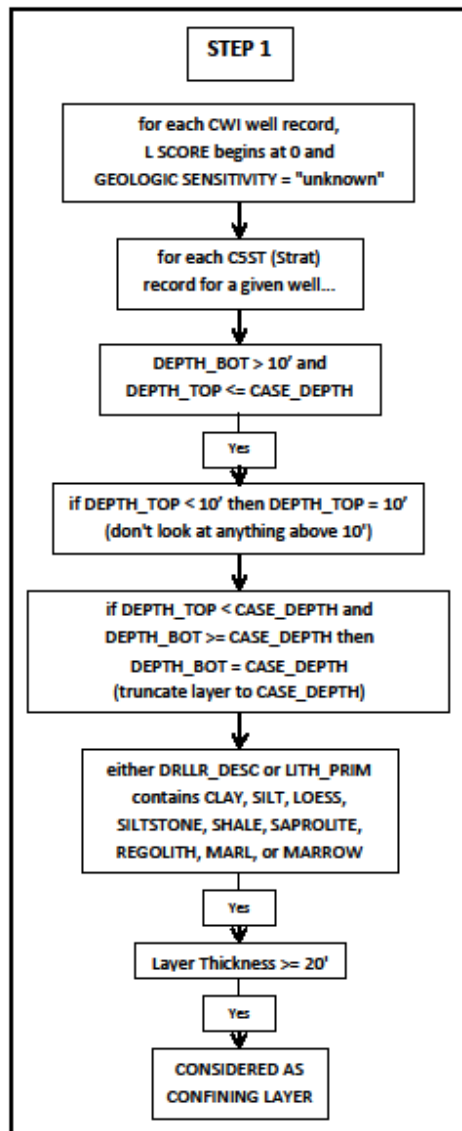 STEP 1
for each CWI well record,
L SCORE begins at 0 and
GEOLOGIC SENSITIVITY = "unknown"
for each C5ST (Strat)
record for a given well...
DEPTH_BOT > 10' and
DEPTH_TOP <= CASE_DEPTH
Yes
if DEPTH_TOP < 10' then DEPTH_TOP = 10'
(don't look at anything above 10')
if DEPTH_TOP < CASE_DEPTH and
DEPTH_BOT >= CASE_DEPTH then
DEPTH_BOT = CASE_DEPTH
(truncate layer to CASE_DEPTH)
either DRLLR_DESC or LITH_PRIM
contains CLAY, SILT, LOESS,
SILTSTONE, SHALE, SAPROLITE,
REGOLITH, MARL, or MARROW
Yes
Layer Thickness >= 20'
Yes
CONSIDERED AS
CONFINING LAYER